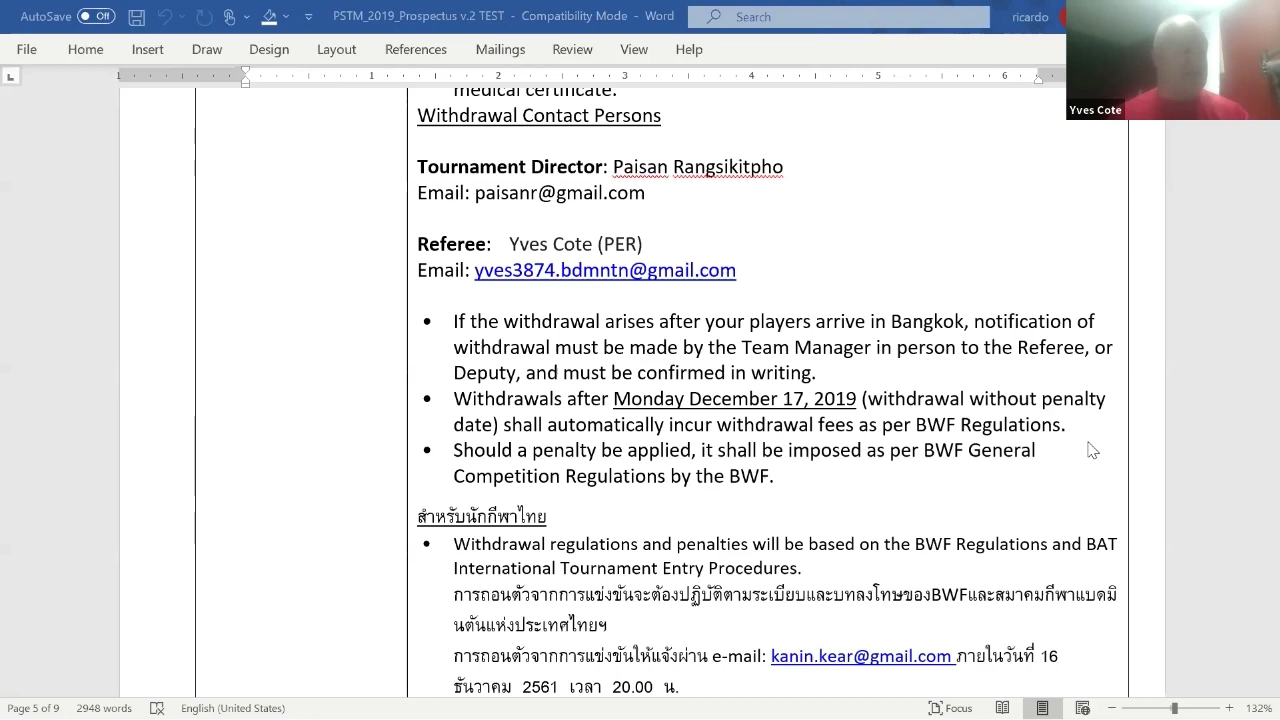 AutoSave Off PSTM_2019_Prospectus v.2 TEST - Compatibility Mode - Word Search ricardo
File Home Insert Draw Design Layout References Mailings Review View Help
1 1 2 3 4 5 6
Yves Cote
medical certificate.
Withdrawal Contact Persons
Tournament Director: Paisan Rangsikitpho
Email: paisanr@gmail.com
Referee: Yves Cote (PER)
Email: yves3874.bdmntn@gmail.com
• If the withdrawal arises after your players arrive in Bangkok, notification of
withdrawal must be made by the Team Manager in person to the Referee, or
Deputy, and must be confirmed in writing.
• Withdrawals after Monday December 17, 2019 (withdrawal without penalty
date) shall automatically incur withdrawal fees as per BWF Regulations.
• Should a penalty be applied, it shall be imposed as per BWF General
Competition Regulations by the BWF.
สำหรับนักกีฬาไทย
• Withdrawal regulations and penalties will be based on the BWF Regulations and BAT
International Tournament Entry Procedures.
การถอนตัวจากการแข่งขันจะต้องปฏิบัติตามระเบียบและบทลงโทษของBWFและสมาคมกีฬาแบดมิ
นตันแห่งประเทศไทยฯ
การถอนตัวจากการแข่งขันให้แจ้งผ่าน e-mail: kanin.kear@gmail.com ภายในวันที่ 16
ธันวาคม 2561 เวลา 20.00 น.
Page 5 of 9 2948 words English (United States) Focus 132%